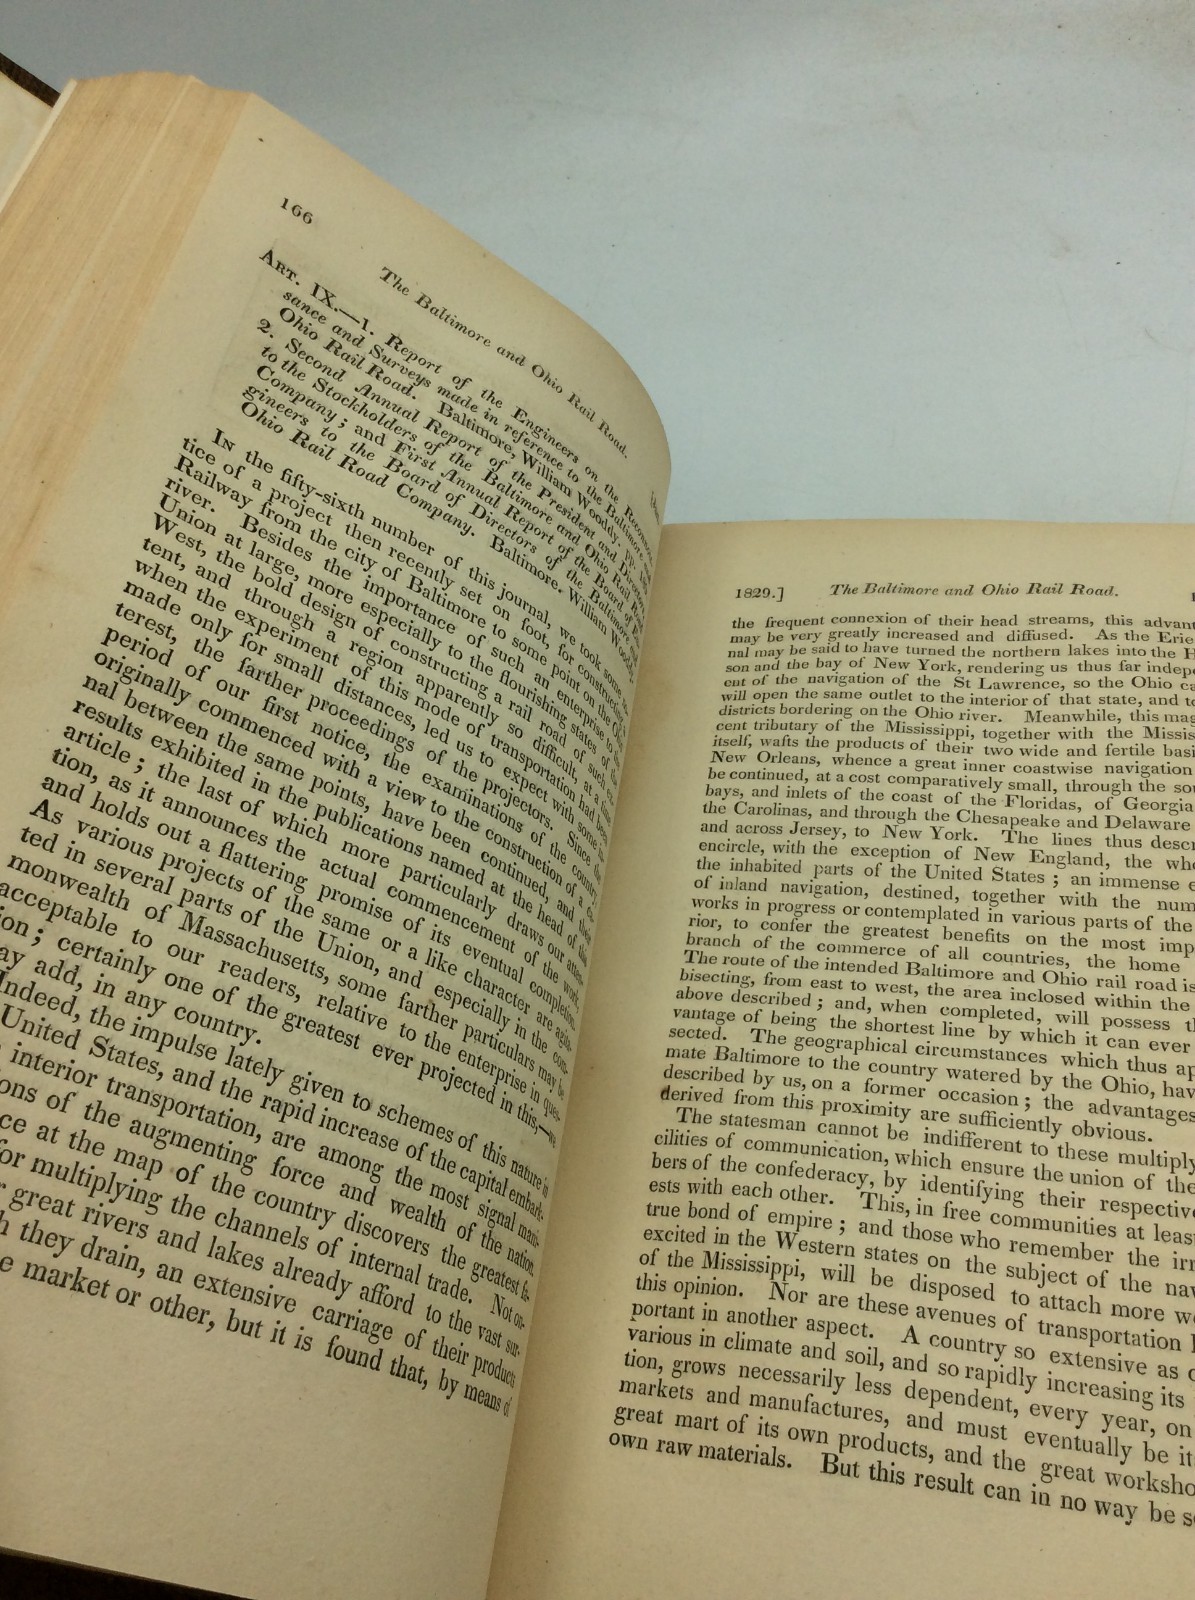 166
The Baltimore and Ohio Rail Road.
ART. IX.—1. Report of the Engineers on the Reconnois-
sance and Surveys made in reference to the Baltimore and
Ohio Rail Road. Baltimore, William Wooddy. pp.
2. Second Annual Report of the President and Directors
to the Stockholders of the Baltimore and Ohio Rail Road
Company; and First Annual Report of the Board of En-
gineers to the Board of Directors of the Baltimore and
Ohio Rail Road Company. Baltimore. William Wooddy.
IN the fifty-sixth number of this journal, we took some no-
tice of a project then recently set on foot, for constructing a
Railway from the city of Baltimore to some point on the Ohio
river. Besides the importance of such an enterprise to the
Union at large, more especially to the flourishing states of the
West, the bold design of constructing a rail road of such ex-
tent, and through a region apparently so difficult, at a time
when the experiment of this mode of transportation had been
made only for small distances, led us to expect with some in-
terest, the farther proceedings of the projectors. Since the
period of our first notice, the examinations of the country,
originally commenced with a view to the construction of a ca-
nal between the same points, have been continued; and their
results exhibited in the publications named at the head of this
article; the last of which more particularly draws our atten-
tion, as it announces the actual commencement of the work,
and holds out a flattering promise of its eventual completion.
As various projects of the same or a like character are agita-
ted in several parts of the Union, and especially in the com-
monwealth of Massachusetts, some farther particulars may be
acceptable to our readers, relative to the enterprise in ques-
ion; certainly one of the greatest ever projected in this,—we
ay add, in any country.
Indeed, the impulse lately given to schemes of this nature in
United States, and the rapid increase of the capital embark-
interior transportation, are among the most signal mani-
ons of the augmenting force and wealth of the nation.
ce at the map of the country discovers the greatest fa-
for multiplying the channels of internal trade. Not on-
r great rivers and lakes already afford to the vast sur-
h they drain, an extensive carriage of their products
e market or other, but it is found that, by means of
1829.] The Baltimore and Ohio Rail Road.
the frequent connexion of their head streams, this advant
may be very greatly increased and diffused. As the Erie
nal may be said to have turned the northern lakes into the H
son and the bay of New York, rendering us thus far indepe
ent of the navigation of the St Lawrence, so the Ohio ca
will open the same outlet to the interior of that state, and to
districts bordering on the Ohio river. Meanwhile, this mag
cent tributary of the Mississippi, together with the Missis
itself, wafts the products of their two wide and fertile basi
New Orleans, whence a great inner coastwise navigation
be continued, at a cost comparatively small, through the sou
bays, and inlets of the coast of the Floridas, of Georgia
the Carolinas, and through the Chesapeake and Delaware
and across Jersey, to New York. The lines thus descr
encircle, with the exception of New England, the who
the inhabited parts of the United States; an immense e
of inland navigation, destined, together with the num
works in progress or contemplated in various parts of the
rior, to confer the greatest benefits on the most imp
branch of the commerce of all countries, the home
The route of the intended Baltimore and Ohio rail road is
bisecting, from east to west, the area inclosed within the
above described; and, when completed, will possess th
vantage of being the shortest line by which it can ever
sected. The geographical circumstances which thus ap
mate Baltimore to the country watered by the Ohio, hav
described by us, on a former occasion; the advantages
derived from this proximity are sufficiently obvious.
The statesman cannot be indifferent to these multiply
cilities of communication, which ensure the union of the
bers of the confederacy, by identifying their respective
ests with each other. This, in free communities at least
true bond of empire; and those who remember the irr
excited in the Western states on the subject of the nav
of the Mississippi, will be disposed to attach more w
this opinion. Nor are these avenues of transportation l
portant in another aspect. A country so extensive as o
various in climate and soil, and so rapidly increasing its
tion, grows necessarily less dependent, every year, on
markets and manufactures, and must eventually be it
great mart of its own products, and the great worksho
own raw materials. But this result can in no way be s